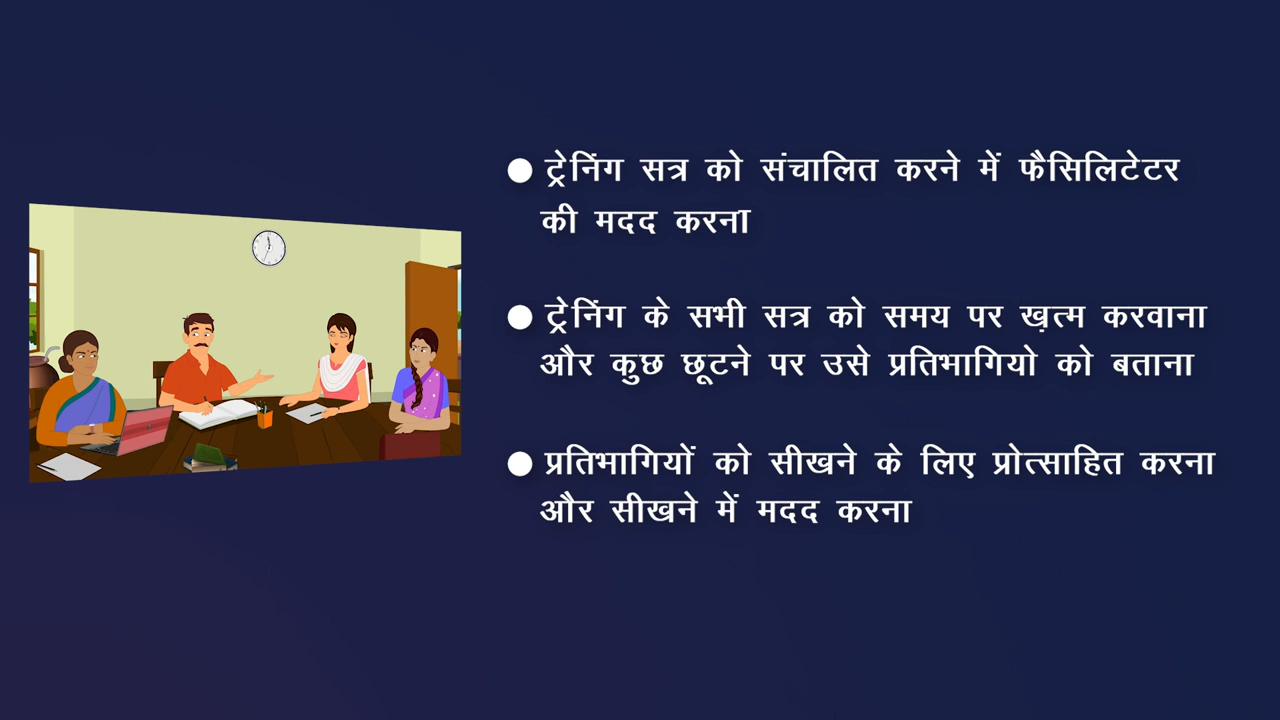 ● ट्रेनिंग सत्र को संचालित करने में फैसिलिटेटर
की मदद करना
● ट्रेनिंग के सभी सत्र को समय पर ख़त्म करवाना
और कुछ छूटने पर उसे प्रतिभागियो को बताना
● प्रतिभागियों को सीखने के लिए प्रोत्साहित करना
और सीखने में मदद करना